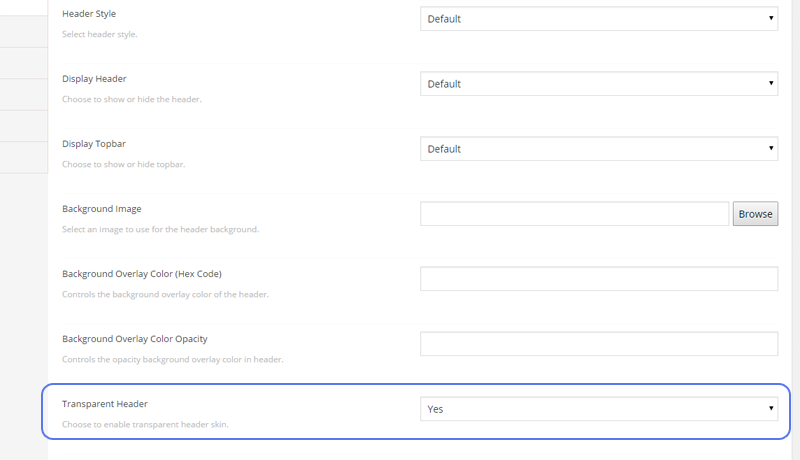 Header Style
Default
Select header style.
Display Header
Default
Choose to show or hide the header.
Display Topbar
Default
Choose to show or hide topbar.
Background Image
Browse
Select an image to use for the header background.
Background Overlay Color (Hex Code)
Controls the background overlay color of the header.
Background Overlay Color Opacity
Controls the opacity background overlay color in header.
Transparent Header
Yes
Choose to enable transparent header skin.